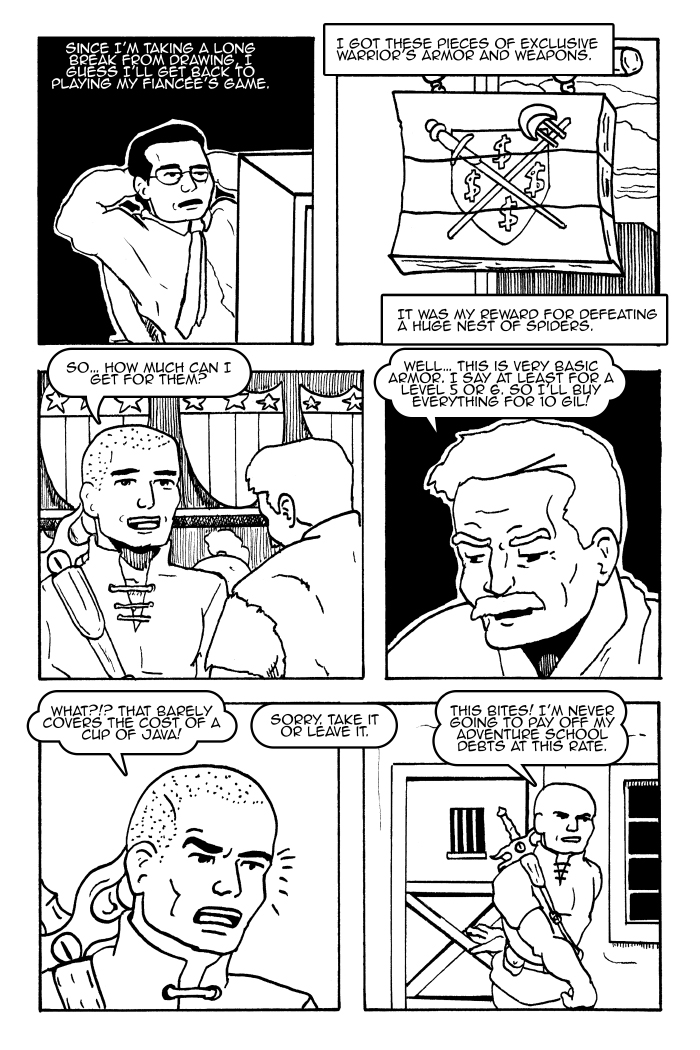 SINCE I'M TAKING A LONG
BREAK FROM DRAWING, I
GUESS I'LL GET BACK TO
PLAYING MY FIANCÉE'S GAME.
I GOT THESE PIECES OF EXCLUSIVE
WARRIOR'S ARMOR AND WEAPONS.
$
$ $
$
IT WAS MY REWARD FOR DEFEATING
A HUGE NEST OF SPIDERS.
SO... HOW MUCH CAN I
GET FOR THEM?
WELL... THIS IS VERY BASIC
ARMOR. I SAY AT LEAST FOR A
LEVEL 5 OR 6. SO I'LL BUY
EVERYTHING FOR 10 GIL!
WHAT?!? THAT BARELY
COVERS THE COST OF A
CUP OF JAVA!
SORRY. TAKE IT
OR LEAVE IT.
THIS BITES! I'M NEVER
GOING TO PAY OFF MY
ADVENTURE SCHOOL
DEBTS AT THIS RATE.